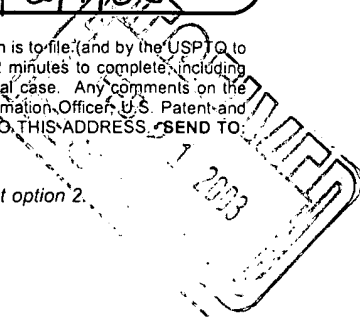 n is to file (and by the USPTO to
2 minutes to complete, including
al case. Any comments on the
mation Officer, U.S. Patent and
O THIS ADDRESS. SEND TO:
1 2003
t option 2.